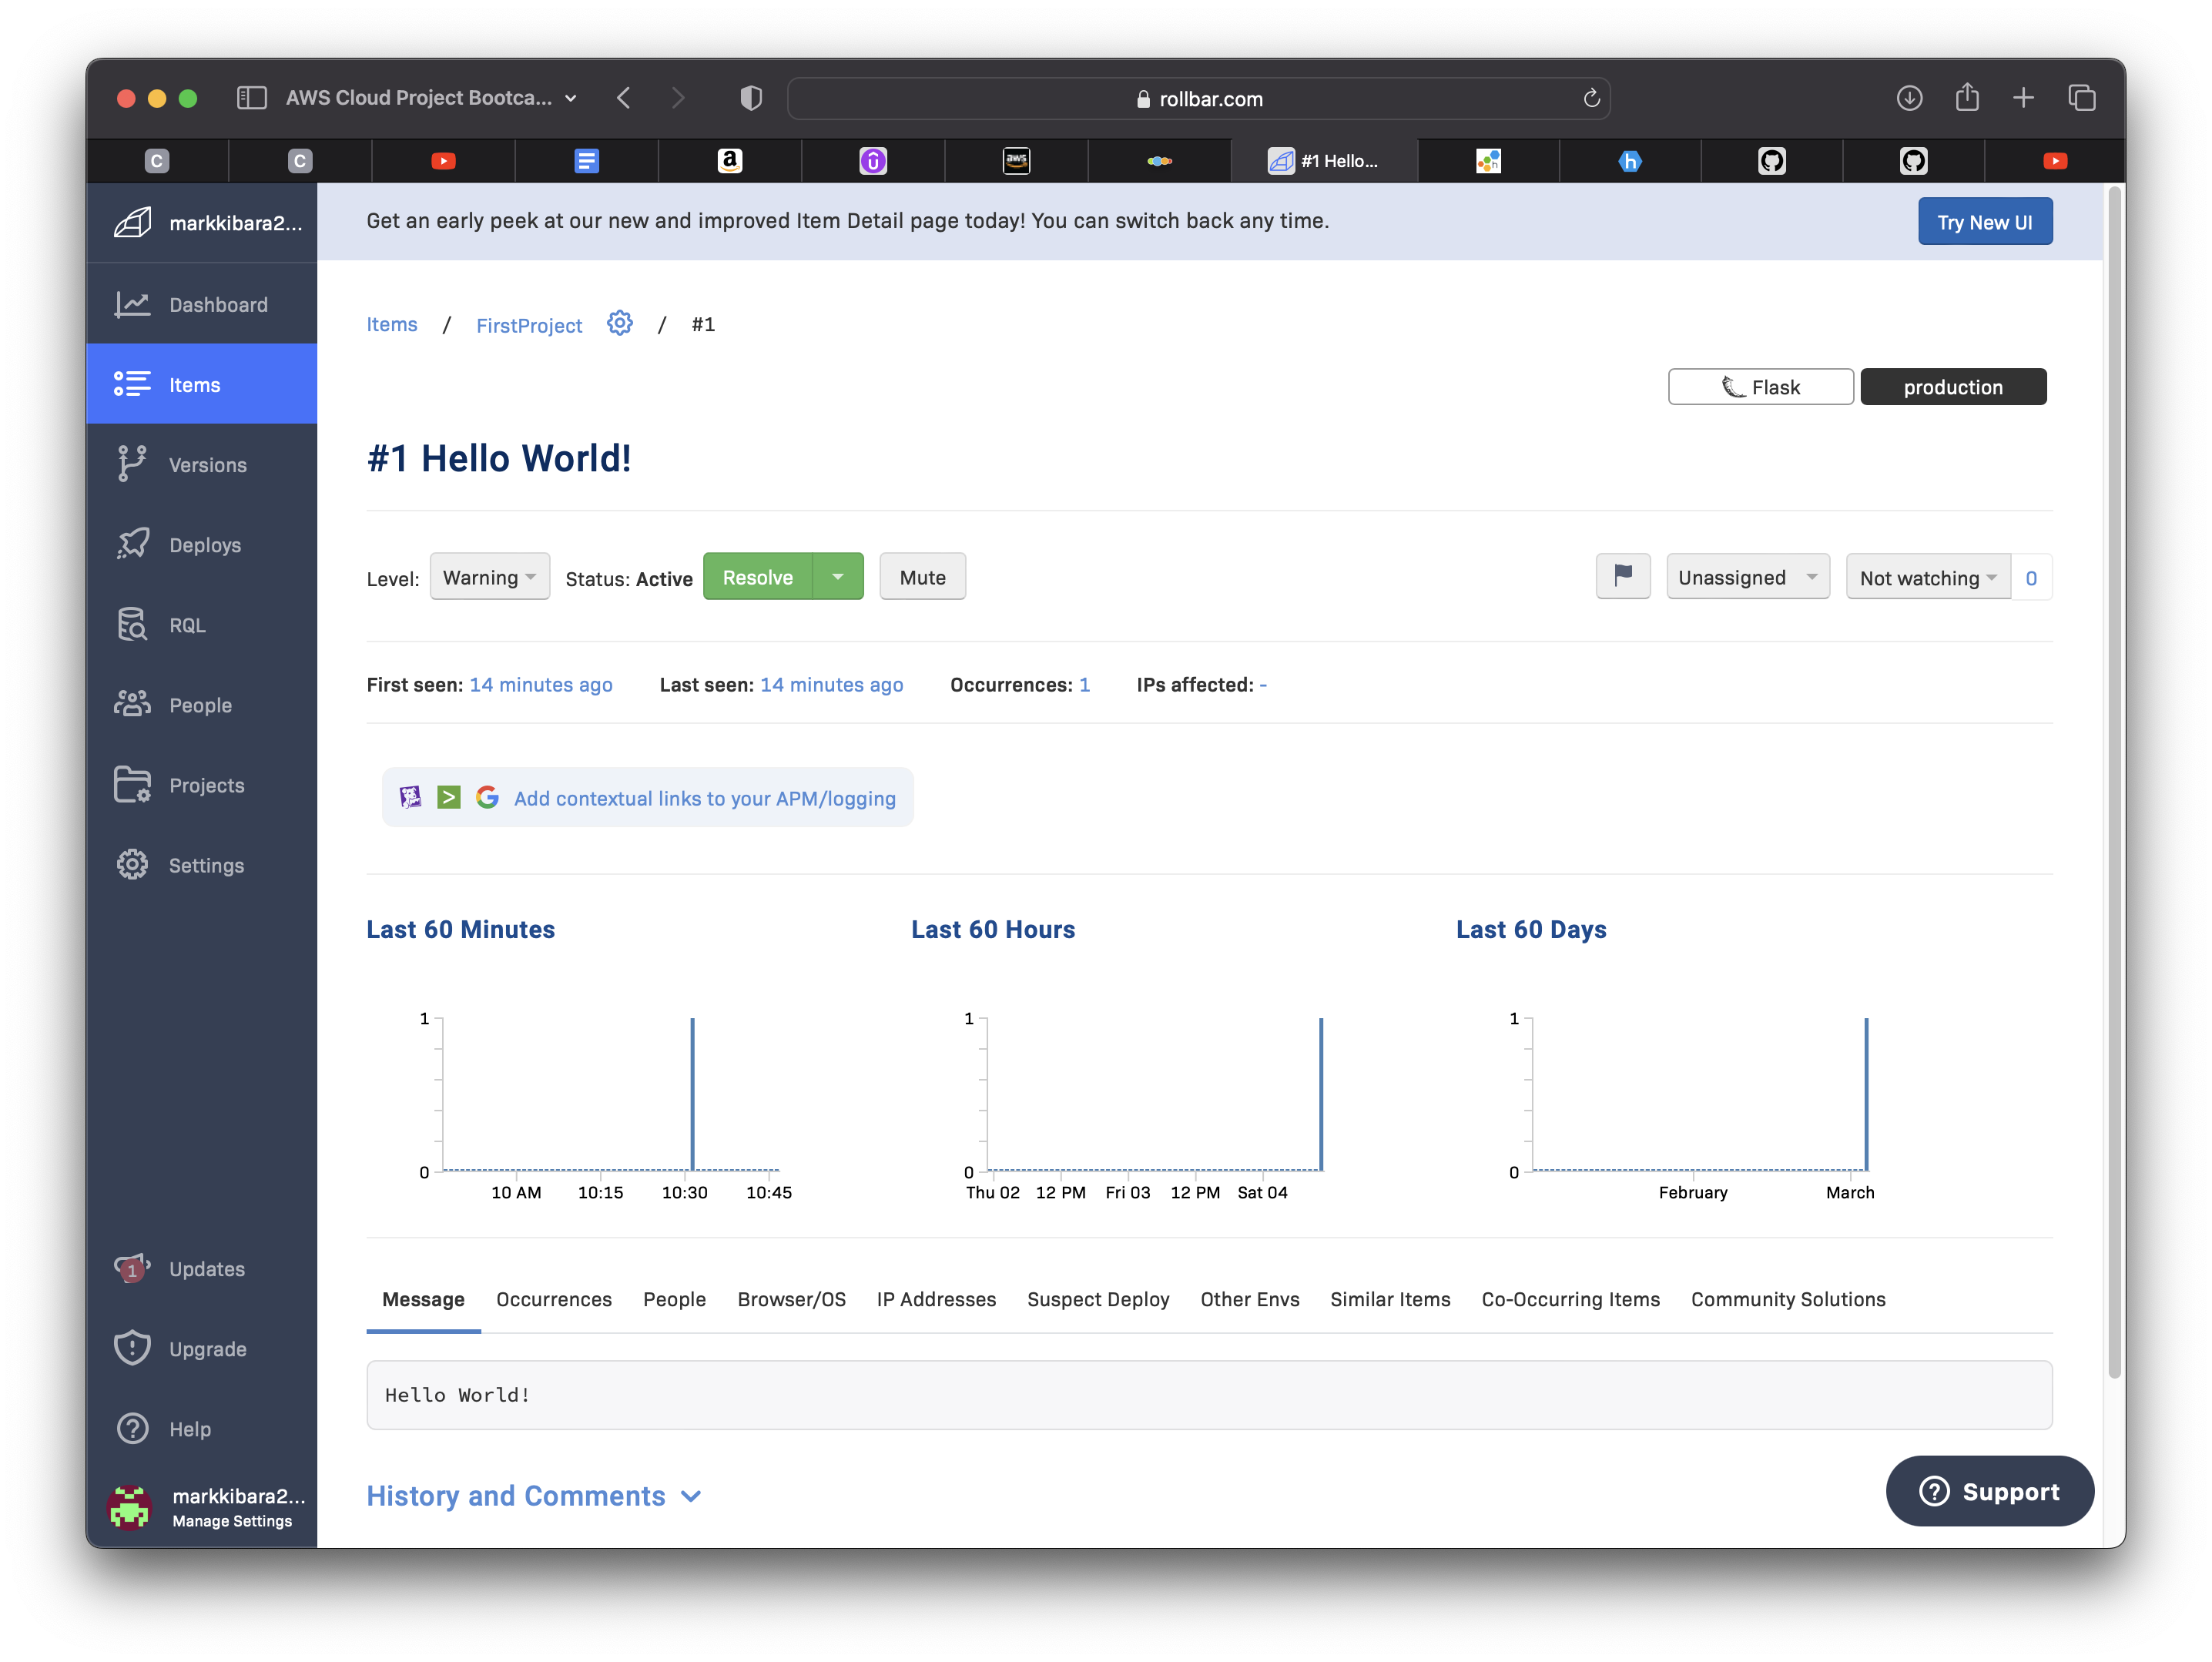 AWS Cloud Project Bootca...
rollbar.com
C
C
a
û
aws
#1 Hello...
h
h
markkibara2...
Get an early peek at our new and improved Item Detail page today! You can switch back any time.
Try New UI
Dashboard
Items
Versions
Deploys
RQL
People
Projects
Settings
Updates
1
Upgrade
Help
markkibara2...
Manage Settings
Items / FirstProject / #1
Flask
production
#1 Hello World!
Level: Warning Status: Active Resolve Mute
Unassigned Not watching 0
First seen: 14 minutes ago Last seen: 14 minutes ago Occurrences: 1 IPs affected: -
Add contextual links to your APM/logging
Last 60 Minutes
1
0
10 AM 10:15 10:30 10:45
Last 60 Hours
1
0
Thu 02 12 PM Fri 03 12 PM Sat 04
Last 60 Days
1
0
February March
Message Occurrences People Browser/OS IP Addresses Suspect Deploy Other Envs Similar Items Co-Occurring Items Community Solutions
Hello World!
History and Comments
Support